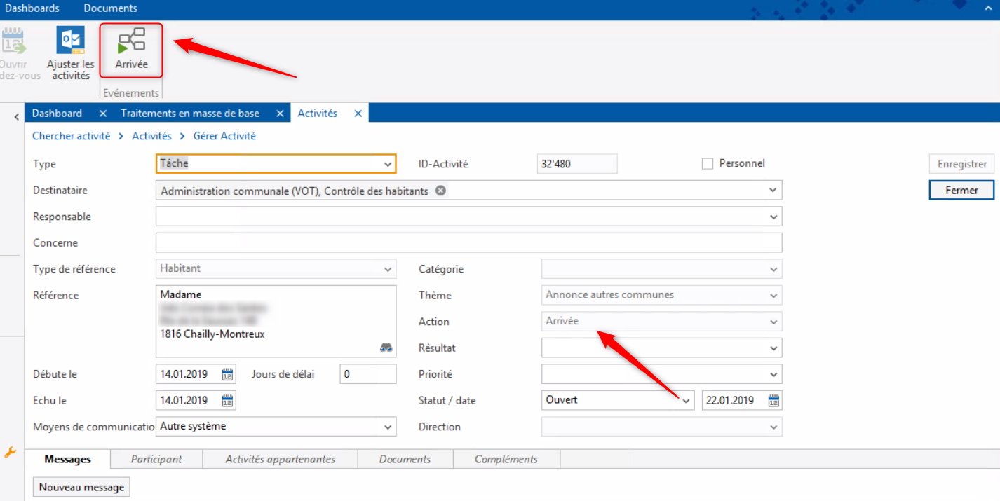 Dashboards Documents
Ouvrir Ajuster les Arrivée
dez-vous activités
Evénements
Dashboard Traitements en masse de base Activités
Chercher activité > Activités > Gérer Activité
Type Tâche ID-Activité 32'480 Personnel Enregistrer
Destinataire Administration communale (VOT), Contrôle des habitants Fermer
Responsable
Concerne
Type de référence Habitant Catégorie
Référence Madame Thème Annonce autres communes
Action Arrivée
1816 Chailly-Montreux
Résultat
Débute le 14.01.2019 Jours de délai 0 Priorité
Echu le 14.01.2019 Statut / date Ouvert 22.01.2019
Moyens de communicatio Autre système Direction
Messages Participant Activités appartenantes Documents Compléments
Nouveau message